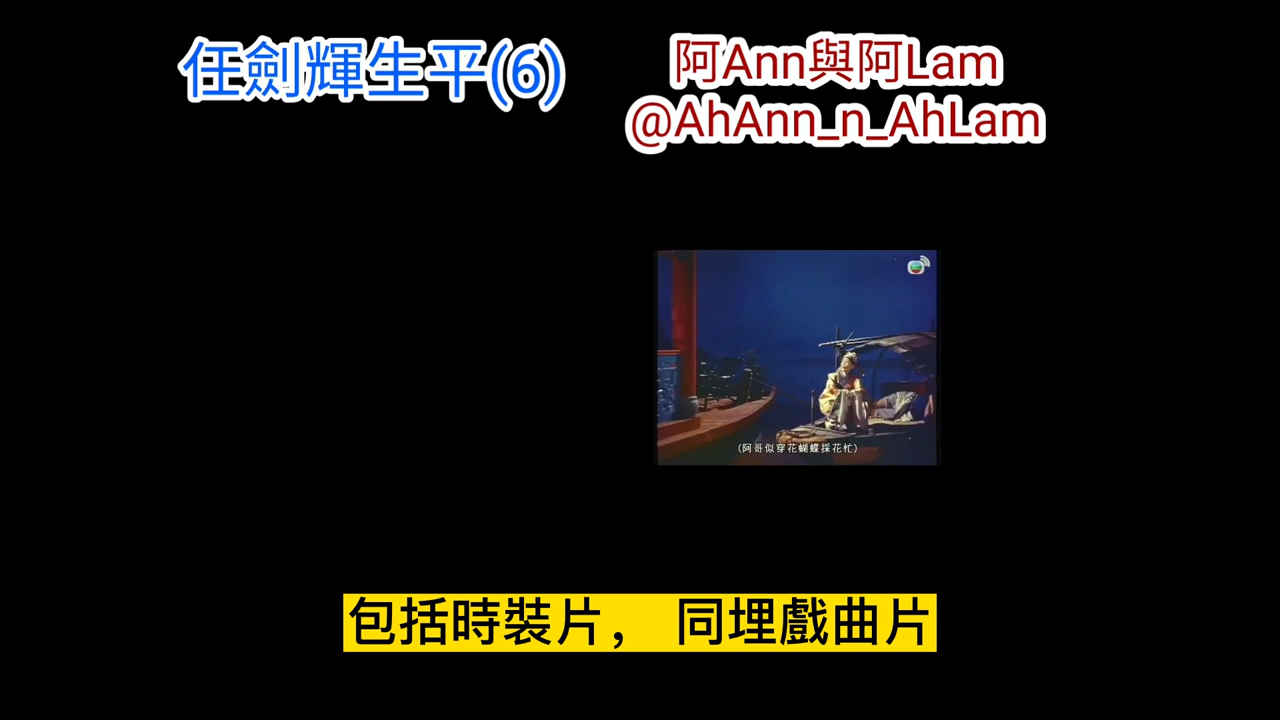 任劍輝生平(6)
阿Ann與阿Lam
@AhAnn_n_AhLam
(阿哥似穿花蝴蝶採花忙)
包括時裝片， 同埋戲曲片